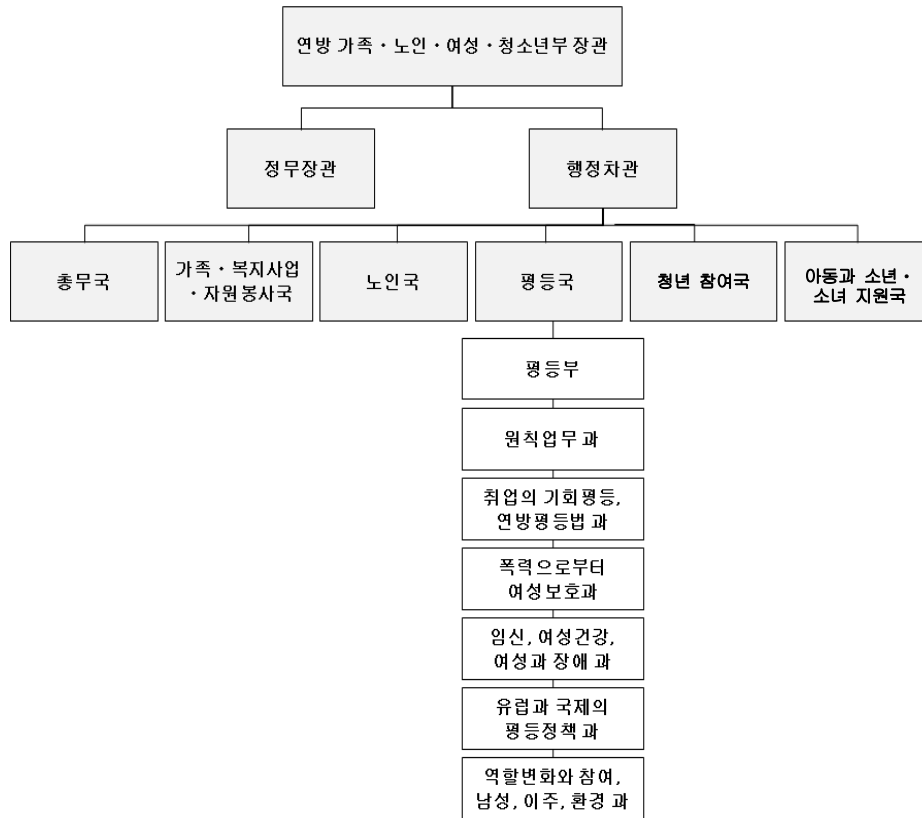 연방 가족・노인・여성・청소년부 장관
정무장관
행정차관
총무국
가족・복지사업
・자원봉사국
노인국
평등국
청년 참여국
아동과 소년・
소녀 지원국
평등부
원칙업무 과
취업의 기회평등,
연방평등법 과
폭력으로부터
여성보호과
임신, 여성건강,
여성과 장애 과
유럽과 국제의
평등정책 과
역할변화와 참여,
남성, 이주, 환경 과